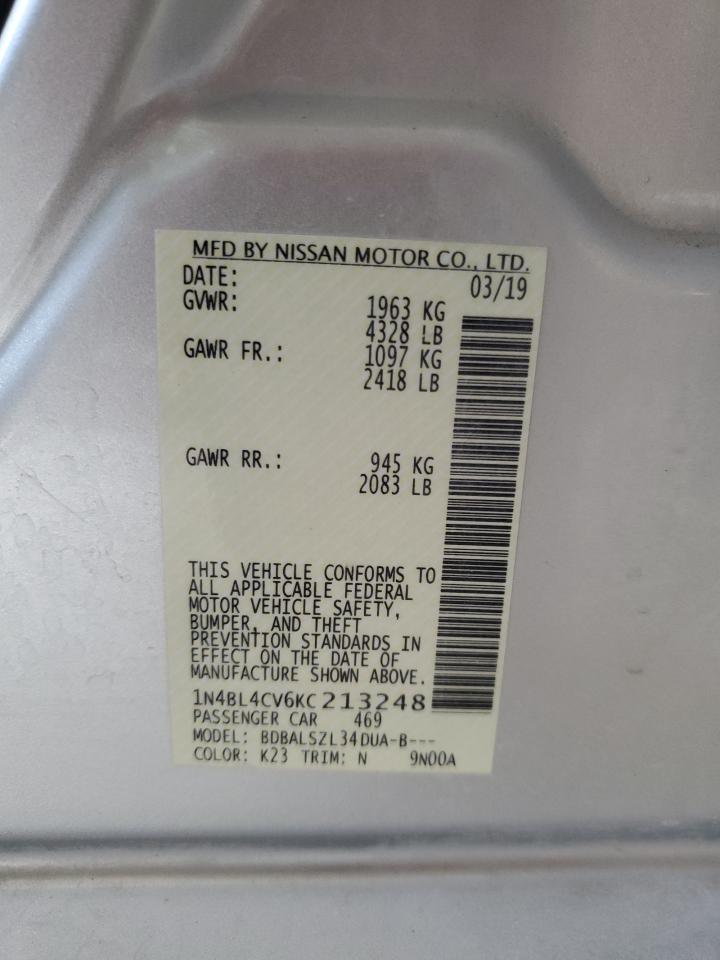 MFD BY NISSAN MOTOR CO., LTD.
DATE: 03/19
GVWR: 1963 KG
4328 LB
GAWR FR.: 1097 KG
2418 LB
GAWR RR.: 945 KG
2083 LB
THIS VEHICLE CONFORMS TO
ALL APPLICABLE FEDERAL
MOTOR VEHICLE SAFETY,
BUMPER, AND THEFT
PREVENTION STANDARDS IN
EFFECT ON THE DATE OF
MANUFACTURE SHOWN ABOVE.
1N4BL4CV6KC213248
PASSENGER CAR 469
MODEL: BDBALSZL34DUA-B---
COLOR: K23 TRIM: N 9N00A